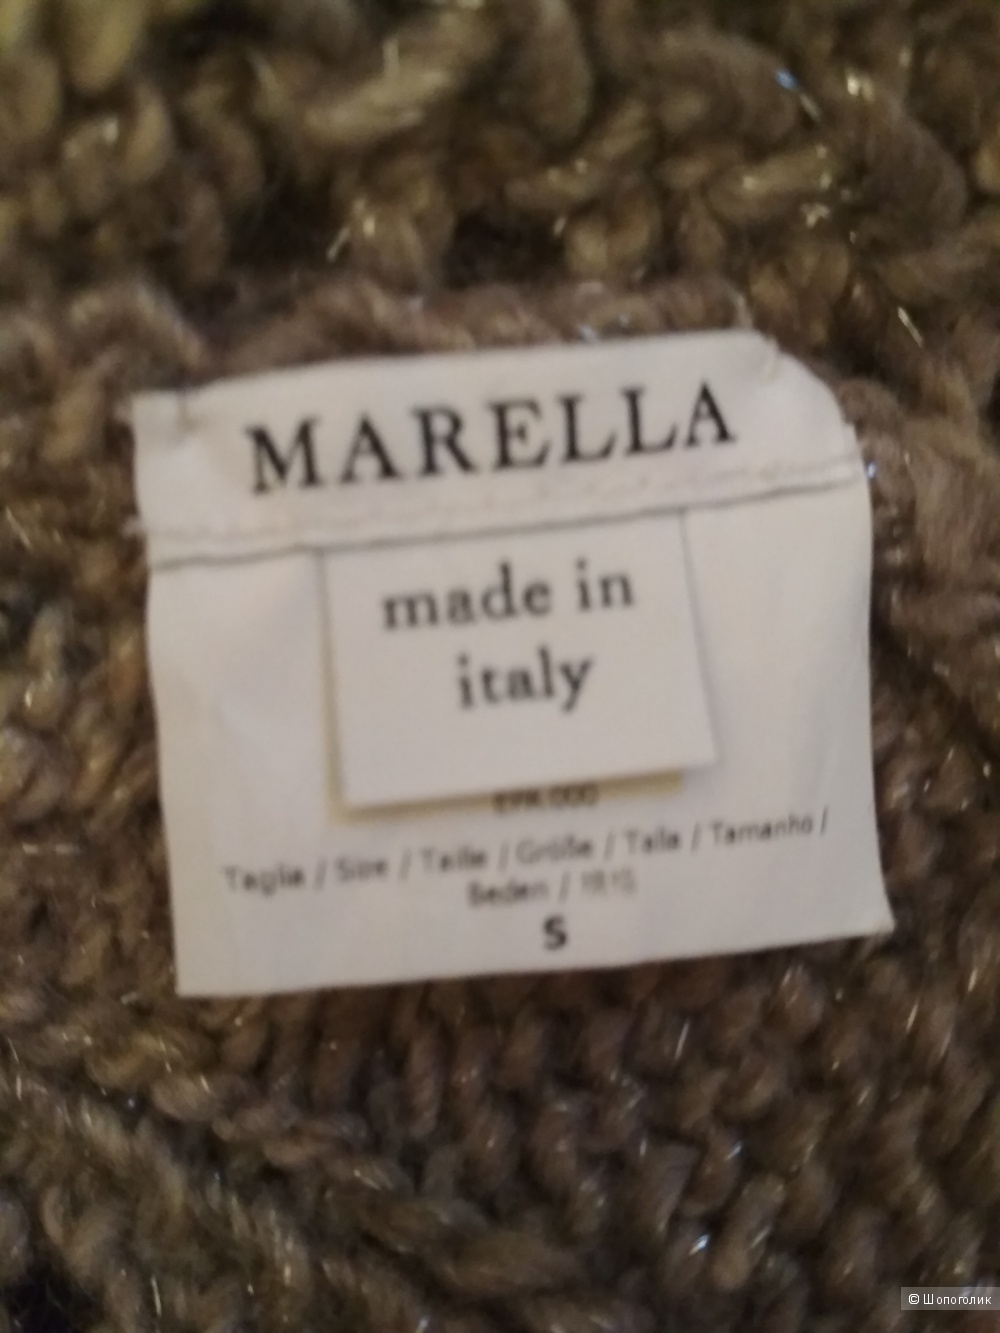 MARELLA
made in
italy
Taglia / Size / Taille / Größe / Talla / Tamanho /
Beden /
S
© Шопоголик